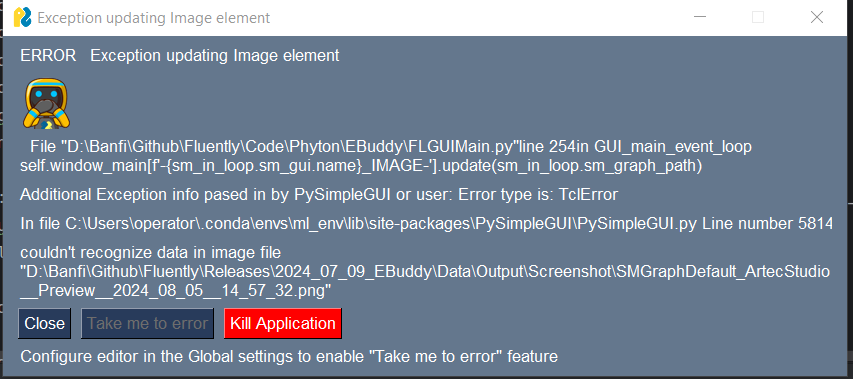 Exception updating Image element
ERROR   Exception updating Image element
File "D:\Banfi\Github\Fluently\Code\Phyton\EBuddy\FLGUIMain.py"line 254in GUI_main_event_loop
self.window_main[f'-{sm_in_loop.sm_gui.name}_IMAGE-'].update(sm_in_loop.sm_graph_path)
Additional Exception info pased in by PySimpleGUI or user: Error type is: TclError
In file C:\Users\operator\.conda\envs\ml_env\lib\site-packages\PySimpleGUI\PySimpleGUI.py Line number 5814
couldn't recognize data in image file
"D:\Banfi\Github\Fluently\Releases\2024_07_09_EBuddy\Data\Output\Screenshot\SMGraphDefault_ArtecStudio
__Preview__2024_08_05__14_57_32.png"
Close Take me to error Kill Application
Configure editor in the Global settings to enable "Take me to error" feature